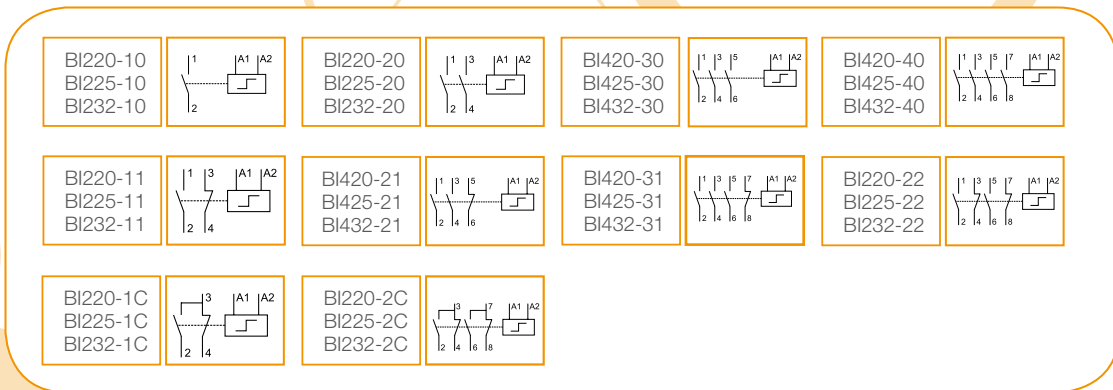 BI220-10
BI225-10
BI232-10
1 A1 A2
2
BI220-20
BI225-20
BI232-20
1 3 A1 A2
2 4
BI420-30
BI425-30
BI432-30
1 3 5 A1 A2
2 4 6
BI420-40
BI425-40
BI432-40
1 3 5 7 A1 A2
2 4 6 8
BI220-11
BI225-11
BI232-11
1 3 A1 A2
2 4
BI420-21
BI425-21
BI432-21
1 3 5 A1 A2
2 4 6
BI420-31
BI425-31
BI432-31
1 3 5 7 A1 A2
2 4 6 8
BI220-22
BI225-22
BI232-22
1 3 5 7 A1 A2
2 4 6 8
BI220-1C
BI225-1C
BI232-1C
3 A1 A2
2 4
BI220-2C
BI225-2C
BI232-2C
3 7 A1 A2
2 4 6 8